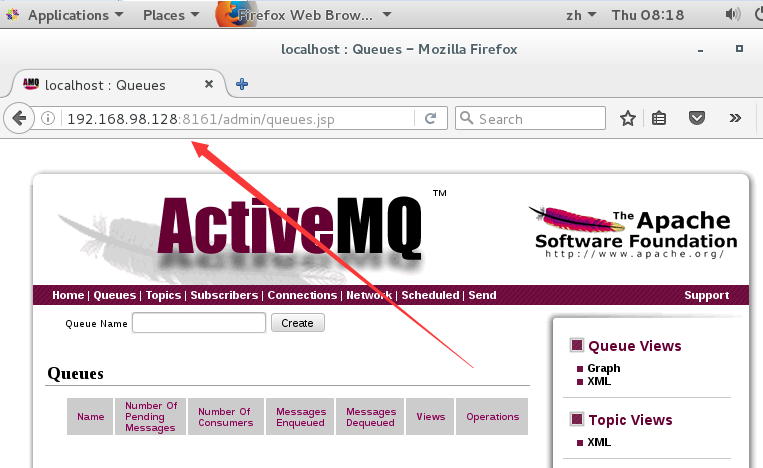 Applications Places Firefox Web Brow... zh Thu 08:18
localhost : Queues – Mozilla Firefox
AMQ localhost : Queues
192.168.98.128:8161/admin/queues.jsp Search
ActiveMQ™
The Apache
Software Foundation
http://www.apache.org/
Home | Queues | Topics | Subscribers | Connections | Network | Scheduled | Send Support
Queue Name Create
Queue Views
Graph
XML
Queues
Name Number Of Pending Messages Number Of Consumers Messages Enqueued Messages Dequeued Views Operations
Topic Views
XML